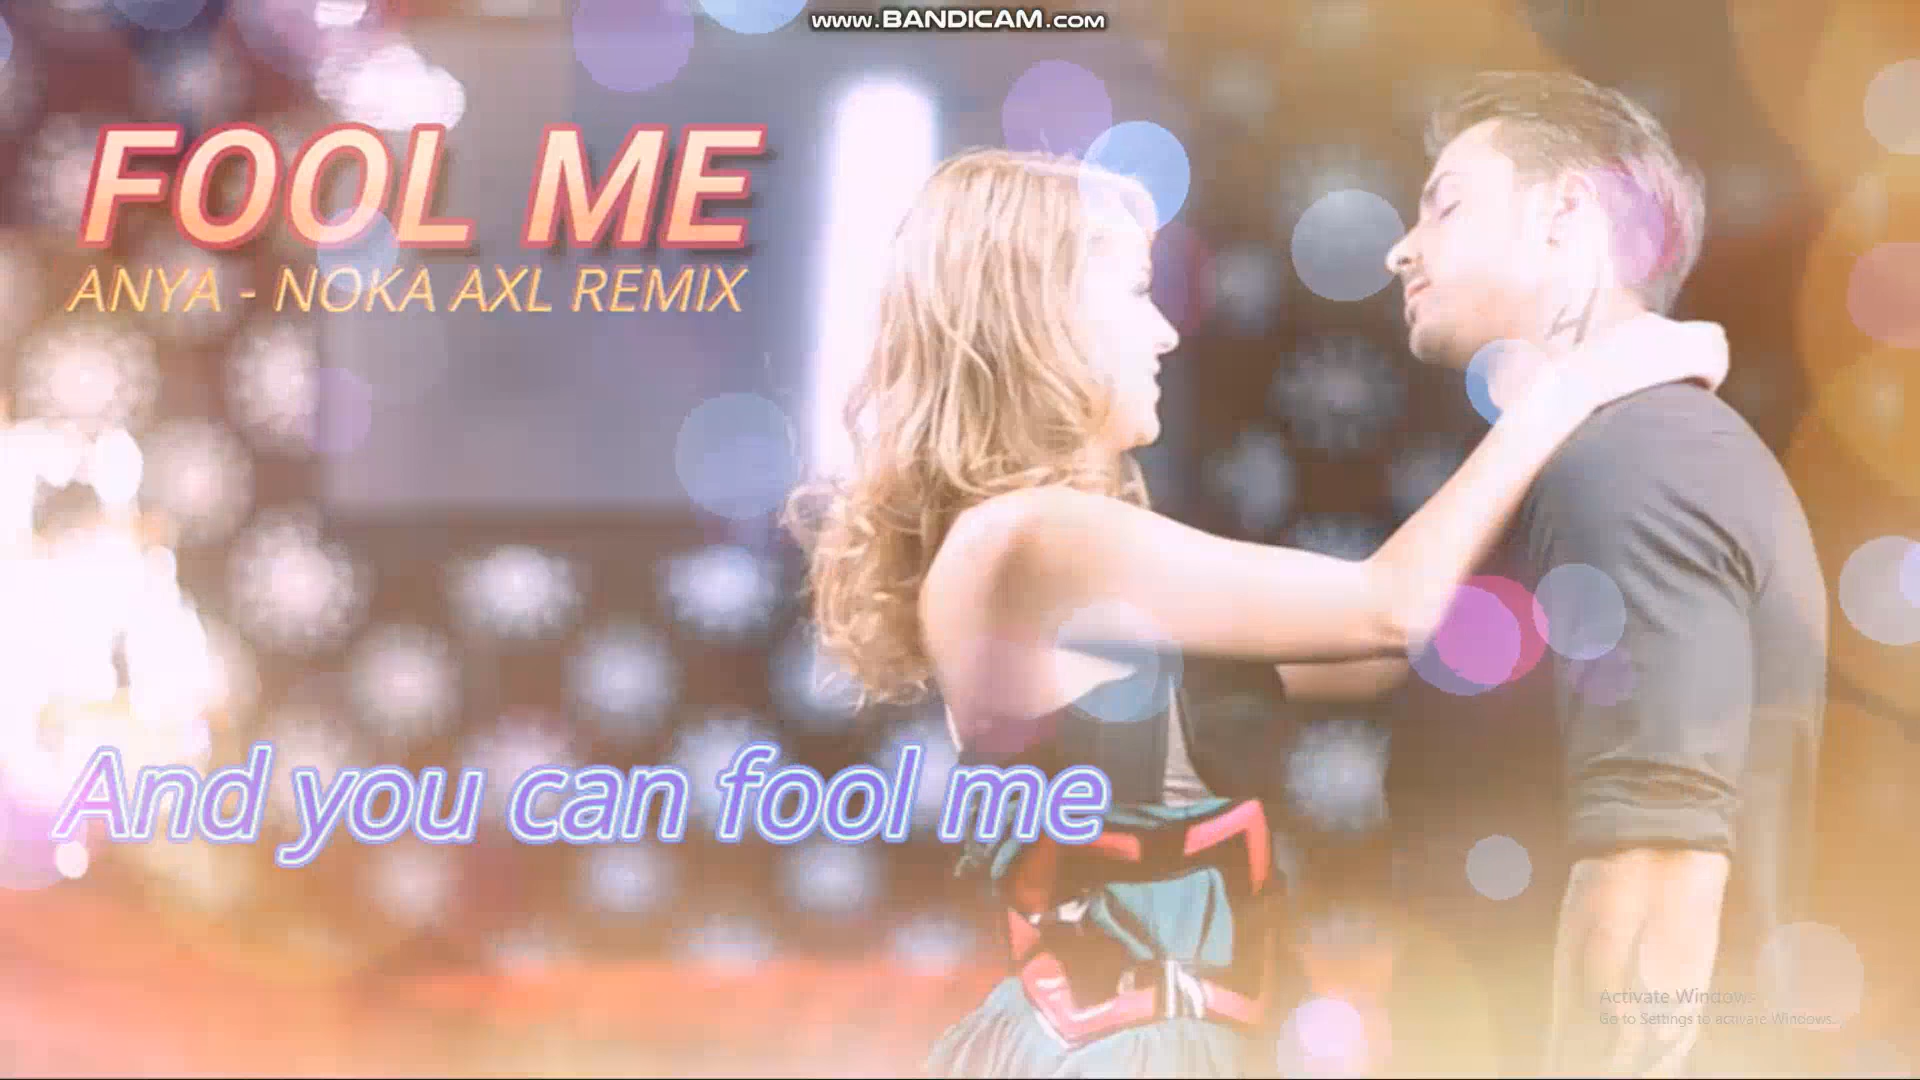 www.BANDICAM.com
FOOL ME
ANYA - NOKA AXL REMIX
And you can fool me
Activate Windows
Go to Settings to activate Windows.